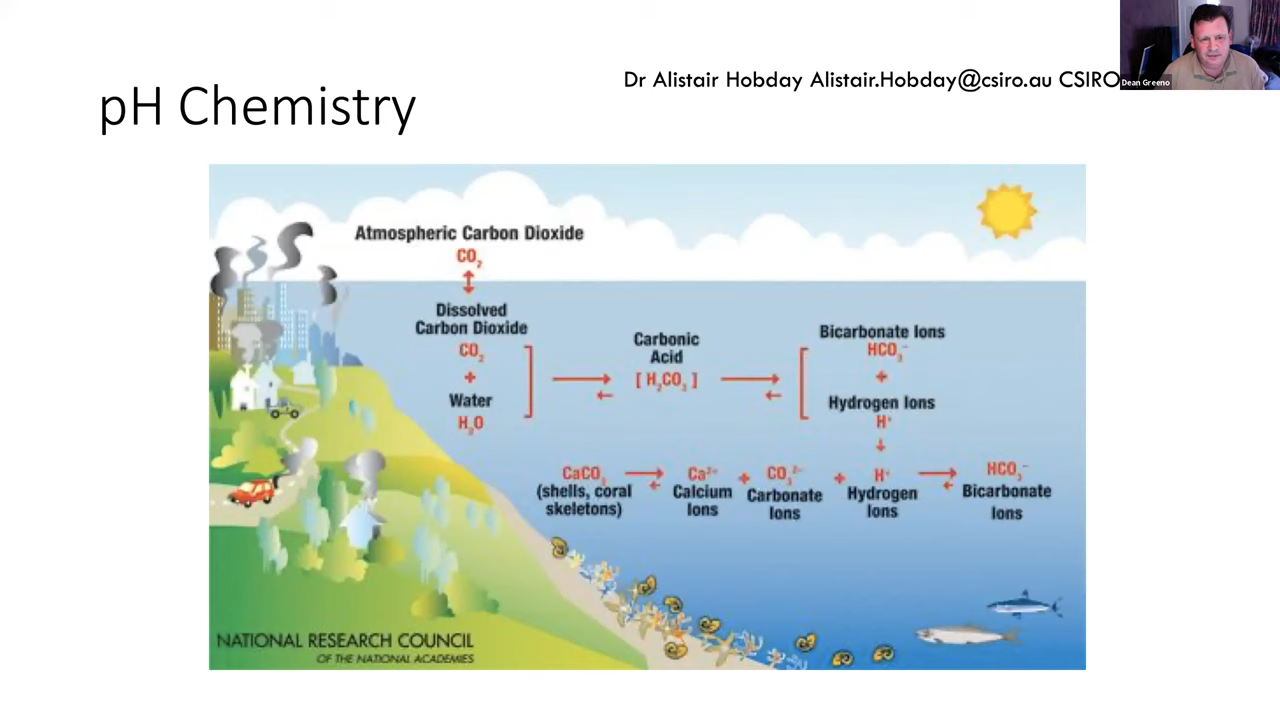 Dr Alistair Hobday Alistair.Hobday@csiro.au CSIRO
Dean Greeno
pH Chemistry
Atmospheric Carbon Dioxide
CO₂
Dissolved
Carbon Dioxide
CO₂
+
Water
H₂O
Carbonic
Acid
[ H₂CO₃ ]
Bicarbonate Ions
HCO₃⁻
+
Hydrogen Ions
H⁺
CaCO₃
(shells, coral
skeletons)
Ca²⁺
Calcium
Ions
+
CO₃²⁻
Carbonate
Ions
+
H⁺
Hydrogen
Ions
HCO₃⁻
Bicarbonate
Ions
NATIONAL RESEARCH COUNCIL
OF THE NATIONAL ACADEMIES